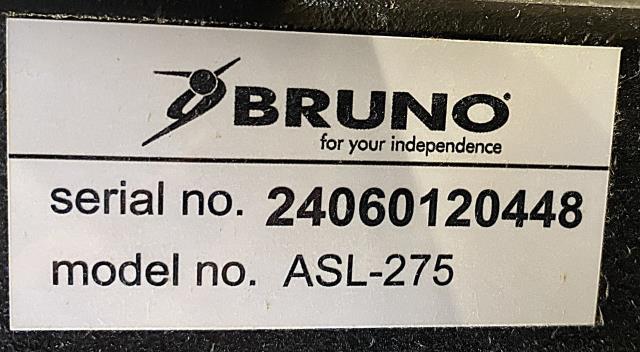 BRUNO®
for your independence
serial no. 24060120448
model no. ASL-275